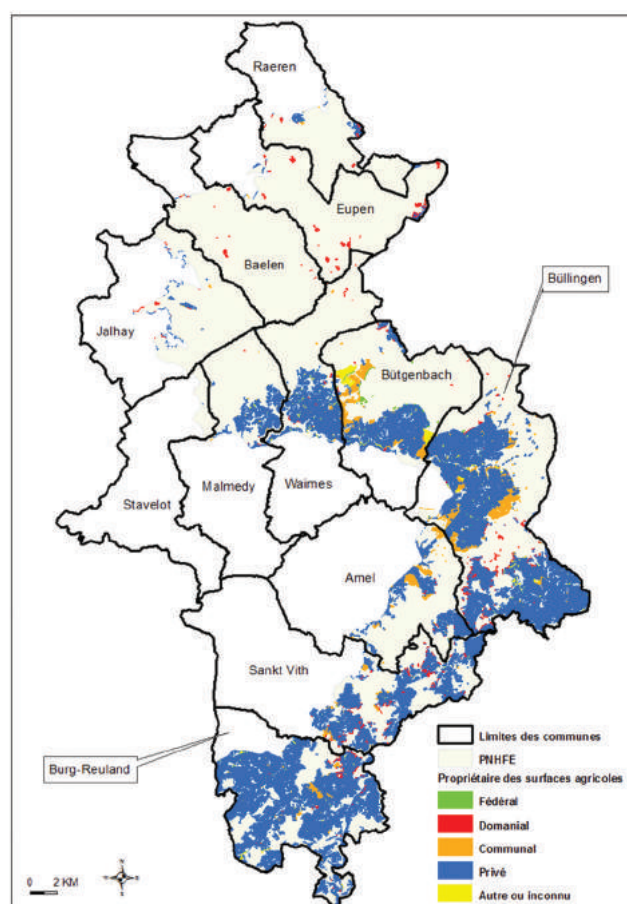 Raeren
Eupen
Baelen
Büllingen
Jalhay
Bütgenbach
Malmedy
Waimes
Stavelot
Amel
Sankt Vith
Burg-Reuland
Limites des communes
PNHFE
Propriétaire des surfaces agricoles
Fédéral
Domanial
Communal
Privé
Autre ou inconnu
0 2 KM
N